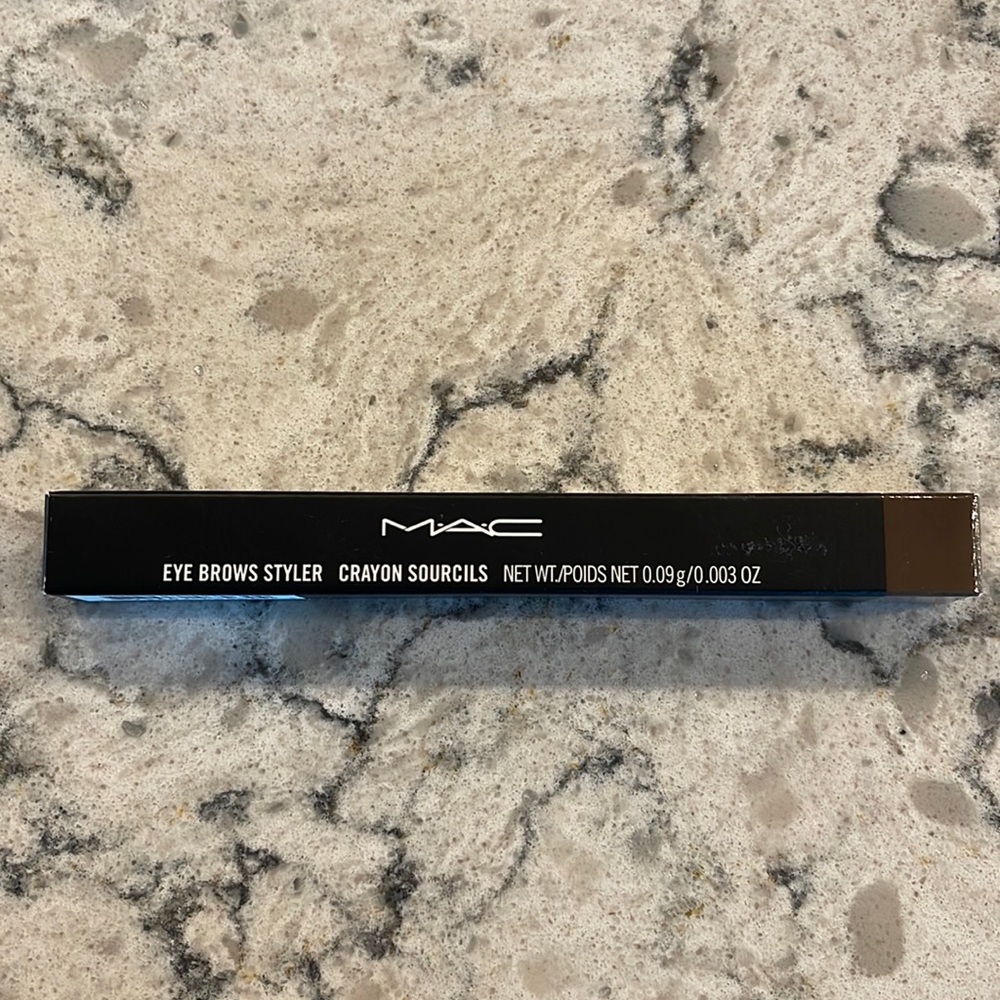 M·A·C
EYE BROWS STYLER CRAYON SOURCILS NET WT./POIDS NET 0.09 g/0.003 OZ